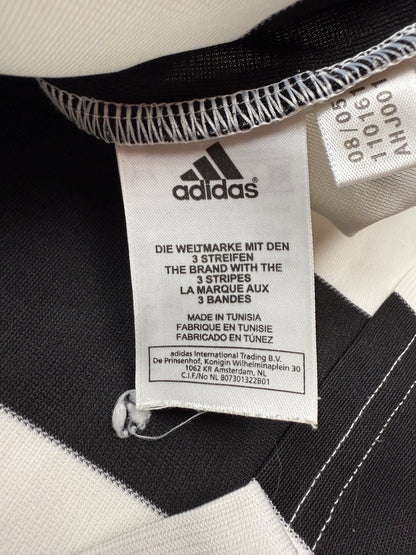 adidas®
DIE WELTMARKE MIT DEN
3 STREIFEN
THE BRAND WITH THE
3 STRIPES
LA MARQUE AUX
3 BANDES
MADE IN TUNISIA
FABRIQUE EN TUNISIE
FABRICADO EN TÚNEZ
adidas International Trading B.V.
De Prinsenhof, Konigin Wilhelminaplein 30
1062 KR Amsterdam, NL
C.I.F/No NL 807301322B01
08/05
11016
AHJ001